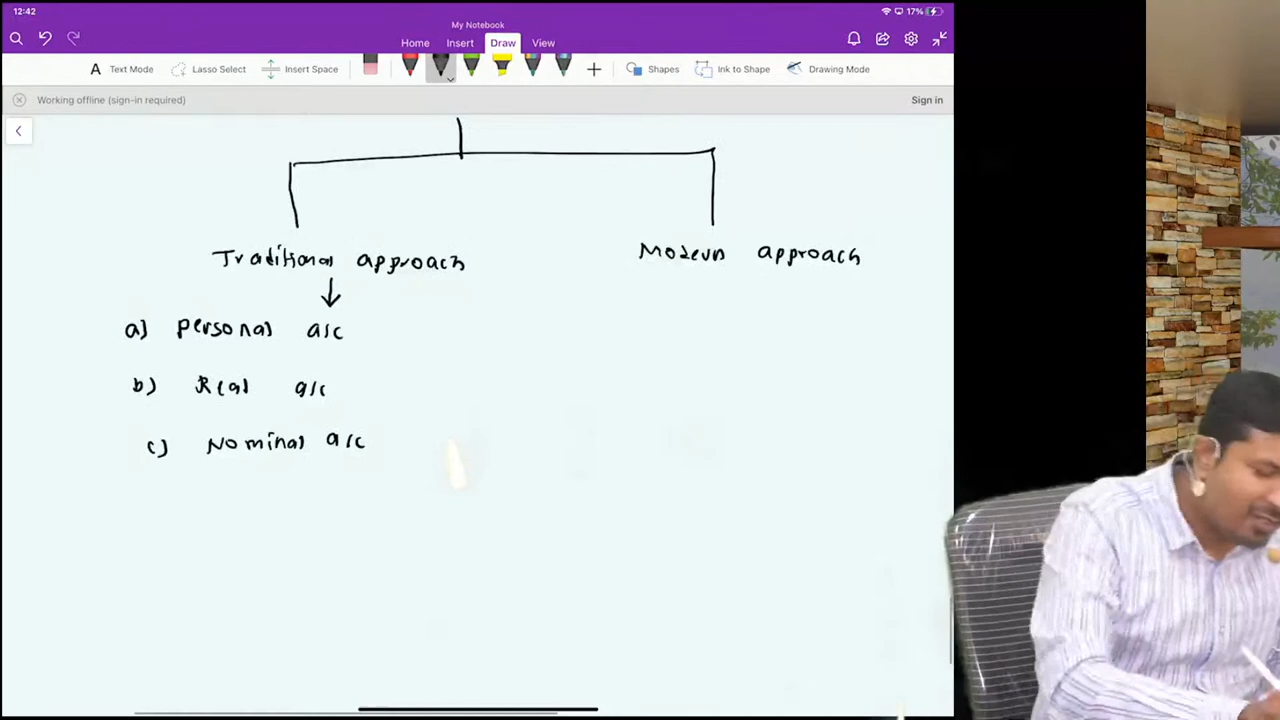 12:42
17%
My Notebook
Home Insert Draw View
Text Mode Lasso Select Insert Space Shapes Ink to Shape Drawing Mode
Working offline (sign-in required) Sign in
Traditional approach Modern approach
a) Personal a/c
b) Real a/c
c) Nominal a/c